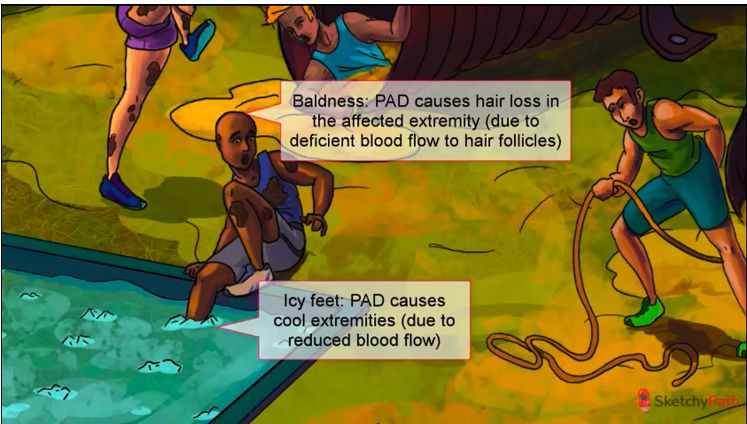 Baldness: PAD causes hair loss in
the affected extremity (due to
deficient blood flow to hair follicles)
Icy feet: PAD causes
cool extremities (due to
reduced blood flow)
SketchyPath